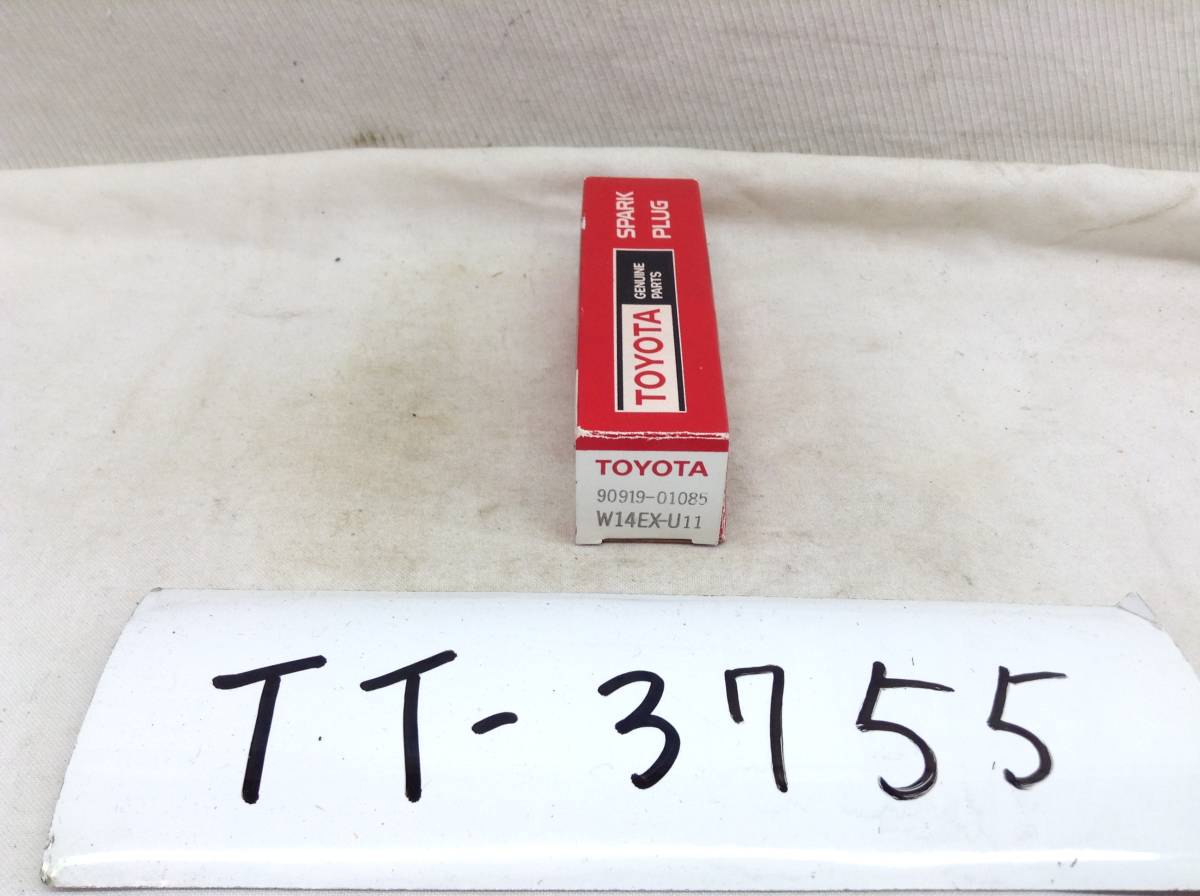 SPARK
PLUG
TOYOTA GENUINE
PARTS
TOYOTA
90919-01085
W14EX-U11
TT-3755